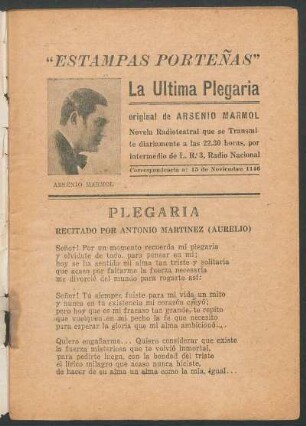 "ESTAMPAS PORTEÑAS"
La Ultima Plegaria
original de ARSENIO MARMOL
Novela Radioteatral que se Transmi-
te diariamente a las 22.30 horas, por
intermedio de L. R. 3, Radio Nacional
Correspondencia a: 15 de Noviembre 1140
ARSENIO MARMOL
PLEGARIA
RECITADO POR ANTONIO MARTINEZ (AURELIO)
Señor! Por un momento recuerda mi plegaria
y olvídate de todo, para pensar en mí;
hoy se ha sentido mi alma tan triste y solitaria
que acaso por faltarme la fuerza necesaria
me divorcié del mundo para rogarte así:
Señor! Tú siempre fuiste para mi vida, un rayo
y nunca en tu existencia mi corazón creyó;
pero hoy que es mi fracaso tan grande, te repito
que vuelques en mi pecho la fe que necesito
para esperar la gloria que mi alma ambicionó...
Quiero engañarme... Quiero considerar que existe
la fuerza misteriosa que te volvió inmortal,
para pedirte luego, con la bondad del triste
el lírico milagro que acaso nunca hiciste,
de hacer de su alma un alma como la mía, igual...